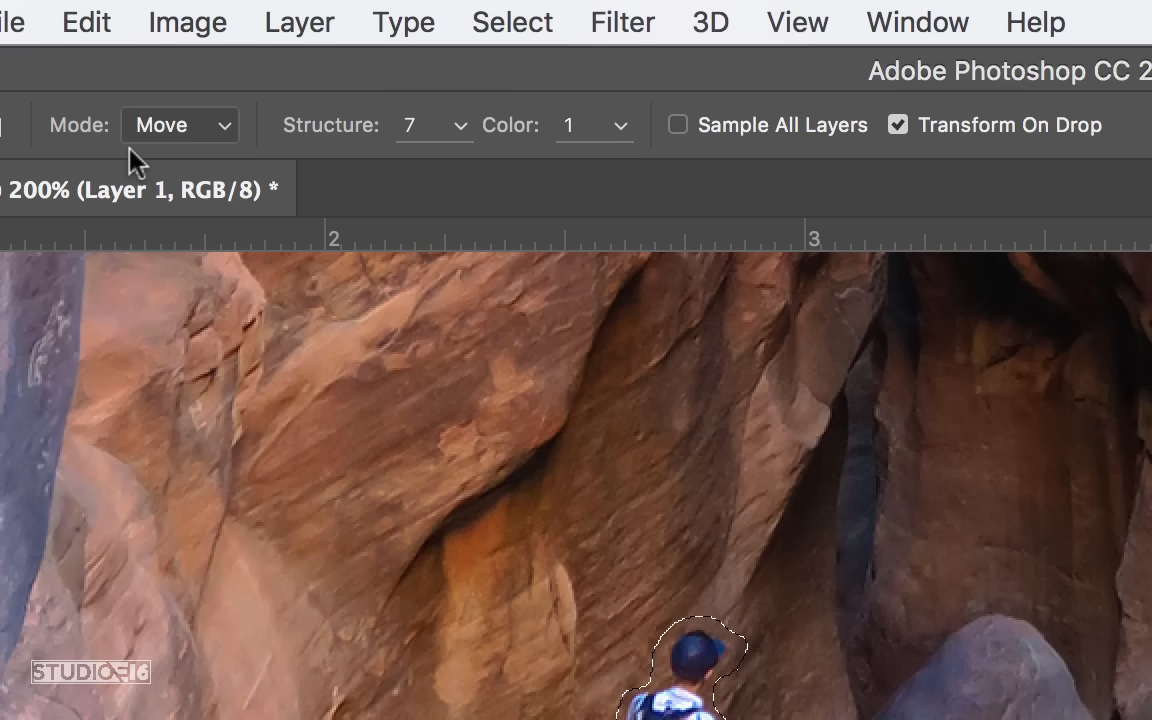 ile Edit Image Layer Type Select Filter 3D View Window Help
Adobe Photoshop CC 2
Mode: Move Structure: 7 Color: 1 Sample All Layers Transform On Drop
200% (Layer 1, RGB/8) *
2 3
STUDIO 16